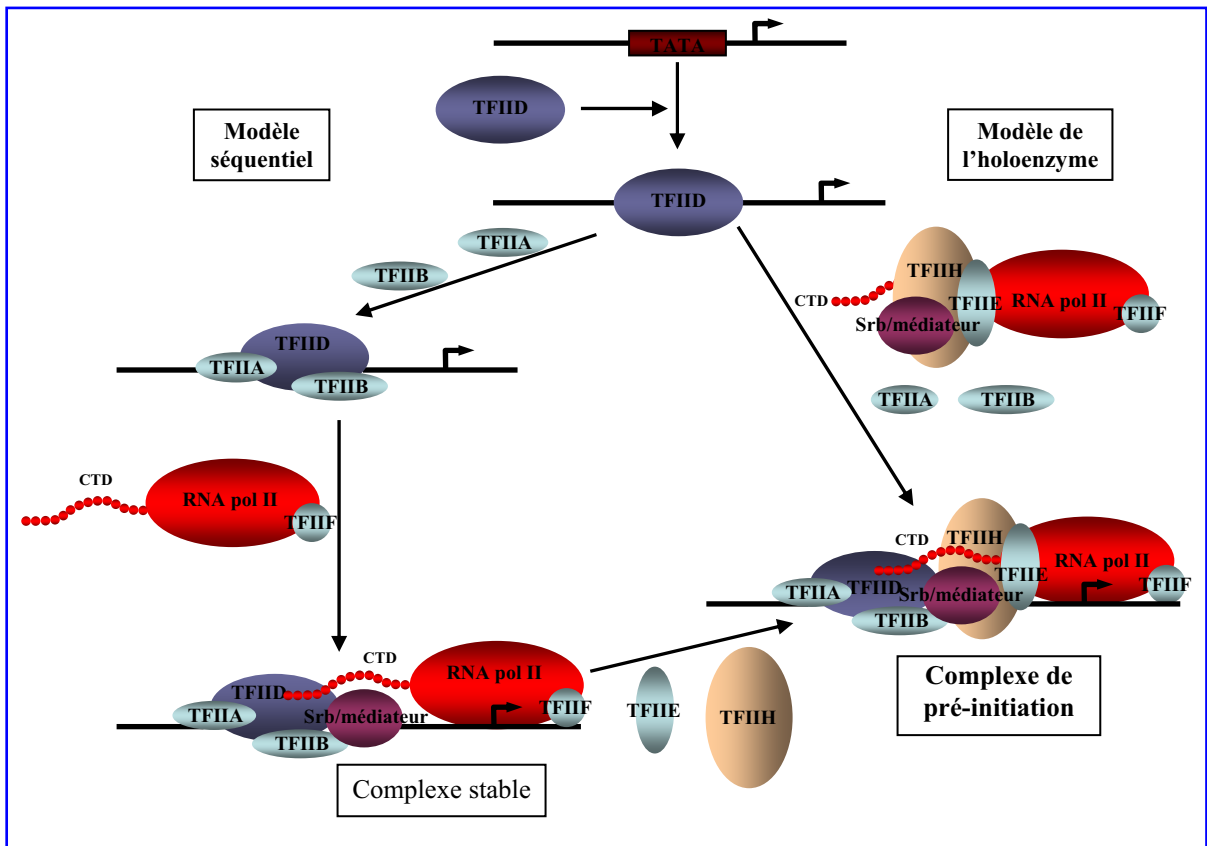 TATA
TFIID
Modèle
séquentiel
Modèle de
l'holoenzyme
TFIID
TFIIA
TFIIB
TFIIH
CTD
TFIIE
RNA pol II
TFIIF
Srb/médiateur
TFIID
TFIIA
TFIIB
TFIIA
TFIIB
CTD
RNA pol II
TFIIF
CTD
TFIIH
TFIIE
RNA pol II
TFIIF
TFIIA
TFIID
Srb/médiateur
TFIIB
CTD
RNA pol II
TFIID
TFIIA
Srb/médiateur
TFIIF
TFIIB
TFIIE
TFIIH
Complexe de
pré-initiation
Complexe stable